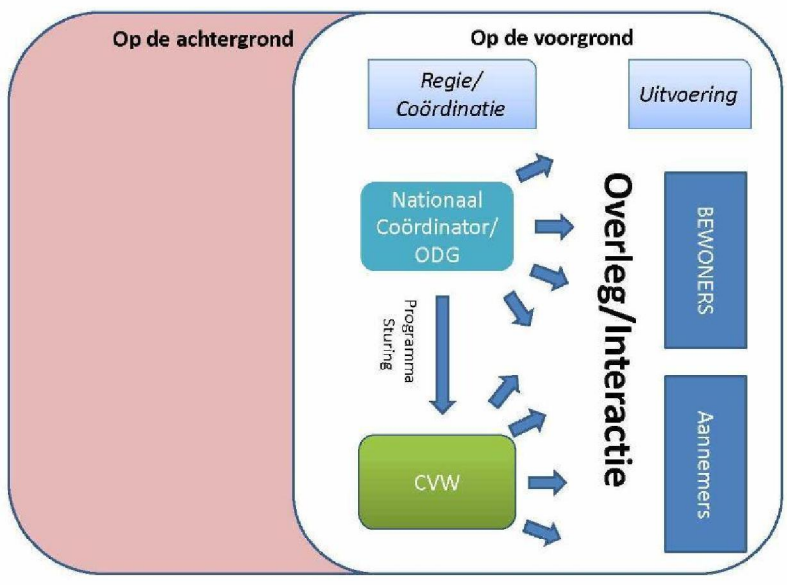 Op de achtergrond
Op de voorgrond
Regie/
Coördinatie
Uitvoering
Nationaal
Coördinator/
ODG
Programma
Sturing
CVW
Overleg/Interactie
BEWONERS
Aannemers